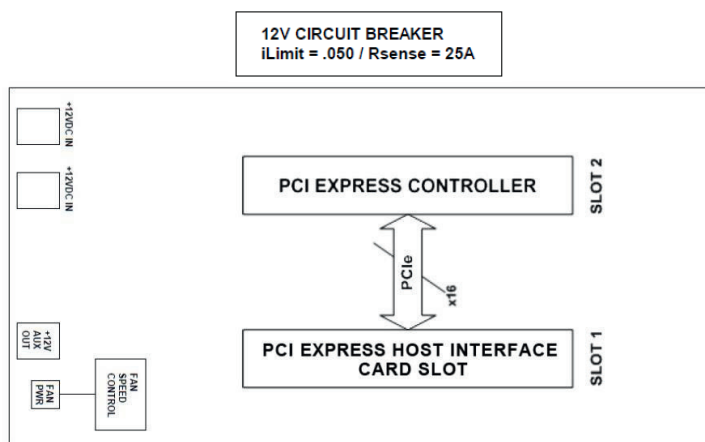 12V CIRCUIT BREAKER
iLimit = .050 / Rsense = 25A
+12VDC IN
+12VDC IN
PCI EXPRESS CONTROLLER
SLOT 2
PCIe
x16
PCI EXPRESS HOST INTERFACE
CARD SLOT
SLOT 1
+12V
AUX
OUT
FAN
PWR
FAN
SPEED
CONTROL